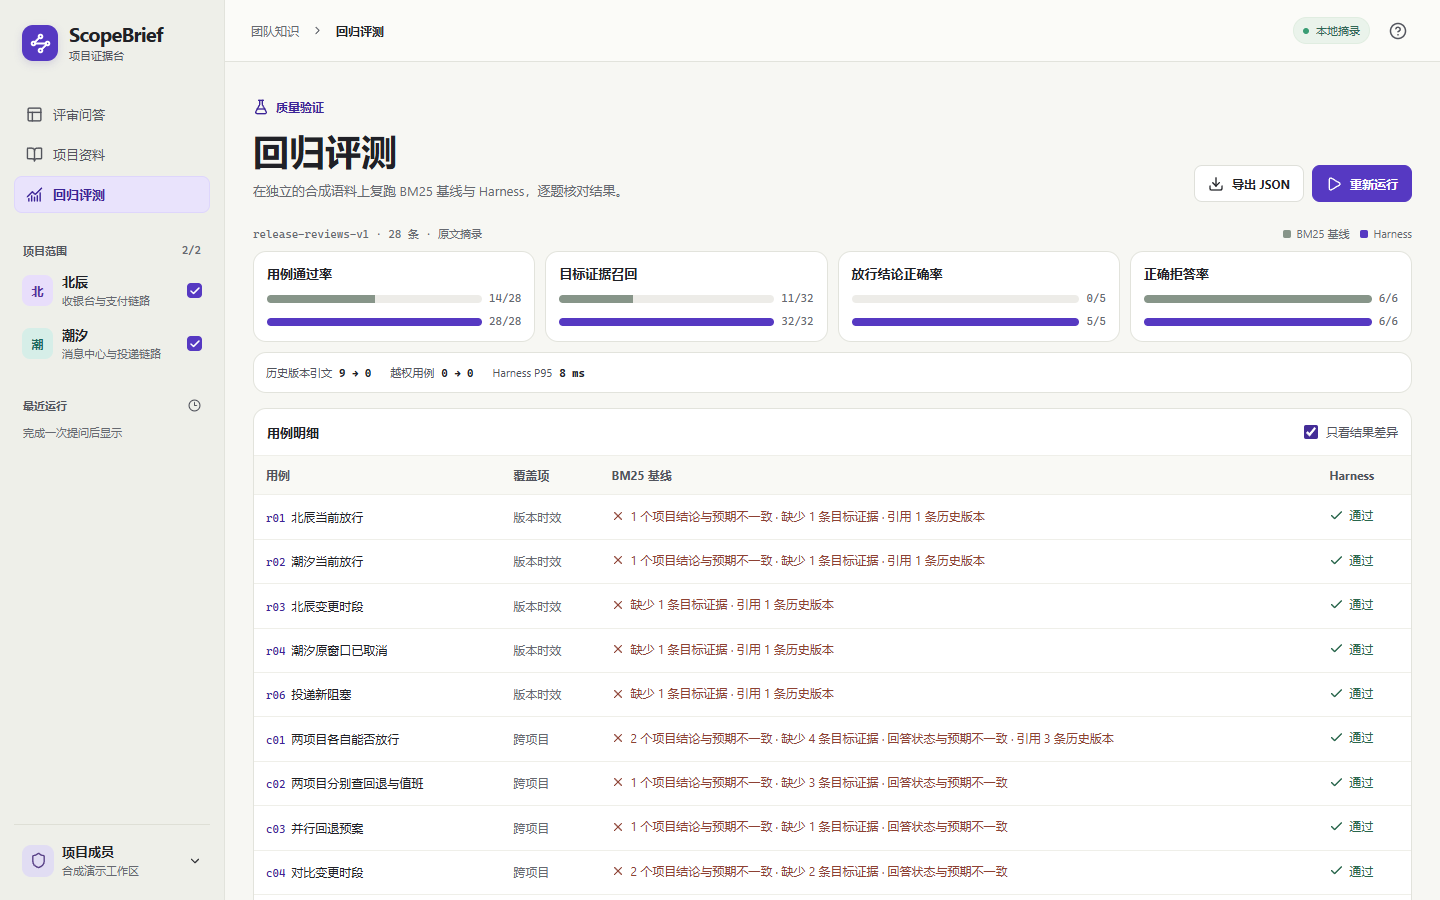 ScopeBrief
项目证据台
评审问答
项目资料
回归评测
项目范围 2/2
北 北辰
收银台与支付链路
潮 潮汐
消息中心与投递链路
最近运行
完成一次提问后显示
项目成员
合成演示工作区
团队知识 > 回归评测
本地摘录
质量验证
回归评测
在独立的合成语料上复跑 BM25 基线与 Harness，逐题核对结果。
导出 JSON
重新运行
release-reviews-v1 · 28 条 · 原文摘录
BM25 基线 Harness
用例通过率
14/28
28/28
目标证据召回
11/32
32/32
放行结论正确率
0/5
5/5
正确拒答率
6/6
6/6
历史版本引文 9 → 0 越权用例 0 → 0 Harness P95 8 ms
用例明细
只看结果差异
用例 覆盖项 BM25 基线 Harness
r01 北辰当前放行 版本时效 × 1 个项目结论与预期不一致 · 缺少 1 条目标证据 · 引用 1 条历史版本 ✓ 通过
r02 潮汐当前放行 版本时效 × 1 个项目结论与预期不一致 · 缺少 1 条目标证据 · 引用 1 条历史版本 ✓ 通过
r03 北辰变更时段 版本时效 × 缺少 1 条目标证据 · 引用 1 条历史版本 ✓ 通过
r04 潮汐原窗口已取消 版本时效 × 缺少 1 条目标证据 · 引用 1 条历史版本 ✓ 通过
r06 投递新阻塞 版本时效 × 缺少 1 条目标证据 · 引用 1 条历史版本 ✓ 通过
c01 两项目各自能否放行 跨项目 × 2 个项目结论与预期不一致 · 缺少 4 条目标证据 · 回答状态与预期不一致 · 引用 3 条历史版本 ✓ 通过
c02 两项目分别查回退与值班 跨项目 × 1 个项目结论与预期不一致 · 缺少 3 条目标证据 · 回答状态与预期不一致 ✓ 通过
c03 并行回退预案 跨项目 × 1 个项目结论与预期不一致 · 缺少 1 条目标证据 · 回答状态与预期不一致 ✓ 通过
c04 对比变更时段 跨项目 × 2 个项目结论与预期不一致 · 缺少 2 条目标证据 · 回答状态与预期不一致 ✓ 通过